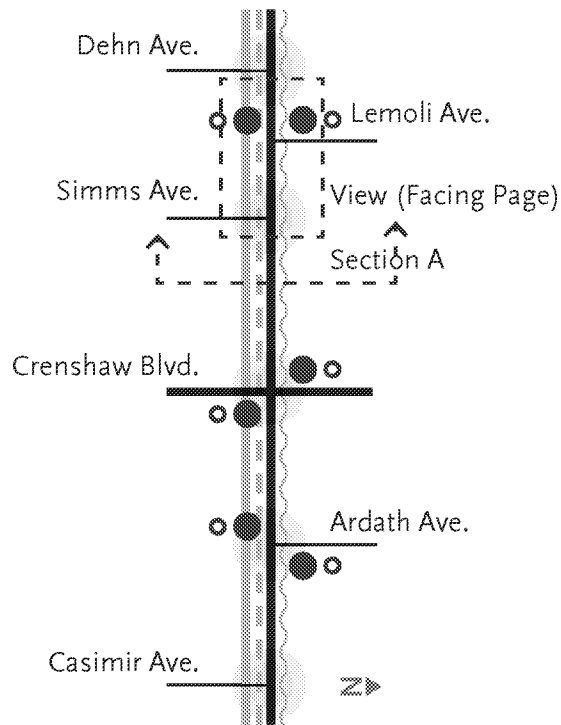 Dehn Ave.
Lemoli Ave.
Simms Ave.
View (Facing Page)
Section A
Crenshaw Blvd.
Ardath Ave.
Casimir Ave.
N